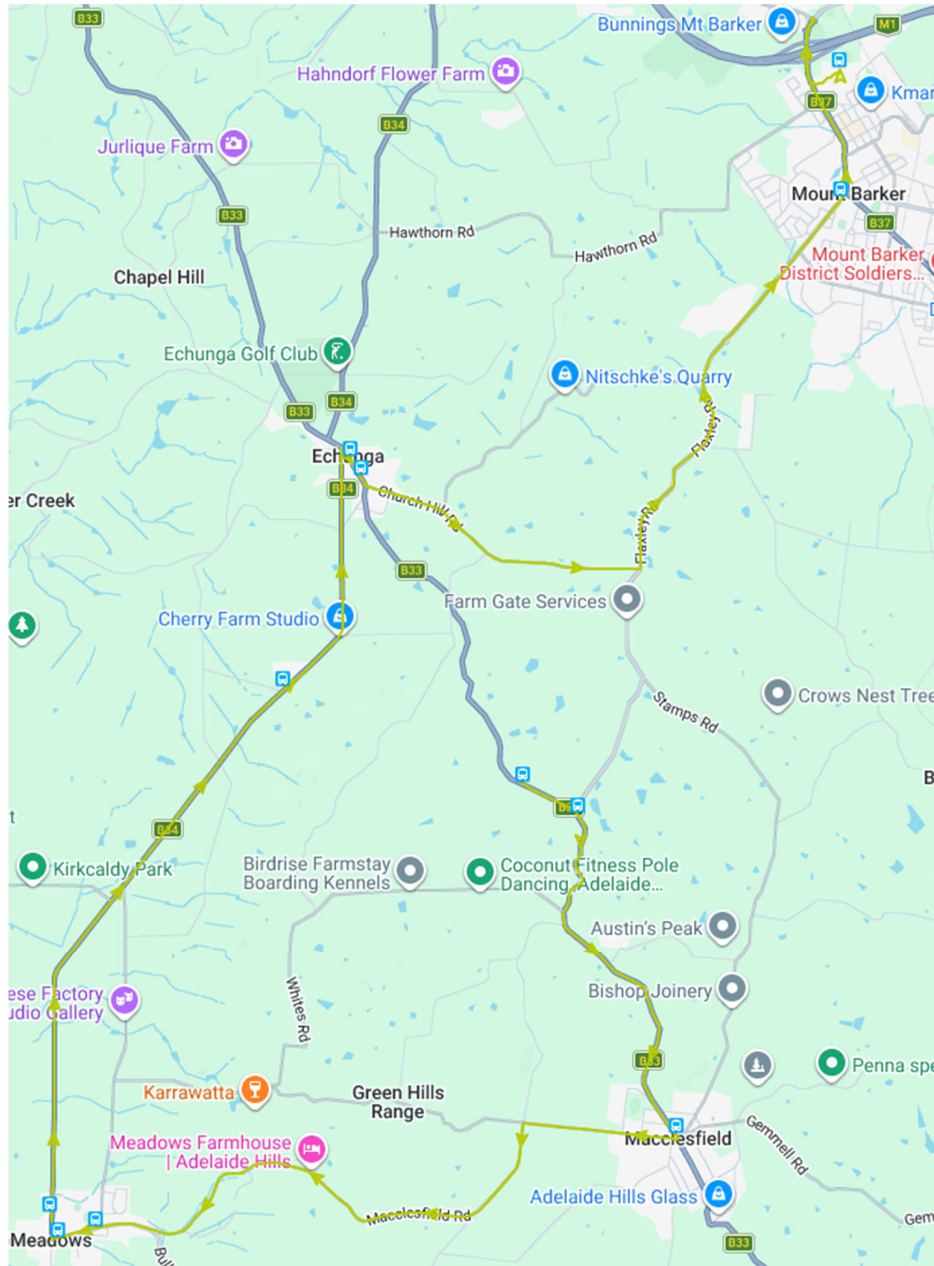 B33
Bunnings Mt Barker
M1
Hahndorf Flower Farm
Kmar
B37
B34
Jurlique Farm
Mount Barker
B33
B37
Hawthorn Rd
Hawthorn Rd
Mount Barker
District Soldiers...
Chapel Hill
Echunga Golf Club
Nitschke's Quarry
B34
B33
Flaxley Rd
Echunga
B34
er Creek
Church Hill Rd
Flaxley Rd
B33
Farm Gate Services
Cherry Farm Studio
Crows Nest Tree
Stamps Rd
B
B33
t
B34
Kirkcaldy Park
Birdrise Farmstay
Boarding Kennels
Coconut Fitness Pole
Dancing, Adelaide...
Austin's Peak
ese Factory
udio Gallery
Bishop Joinery
Whites Rd
B33
Penna spe
Karrawatta
Green Hills
Range
Macclesfield
Gemmell Rd
Meadows Farmhouse
| Adelaide Hills
Adelaide Hills Glass
Macclesfield Rd
Gem
Meadows
B33
Bull